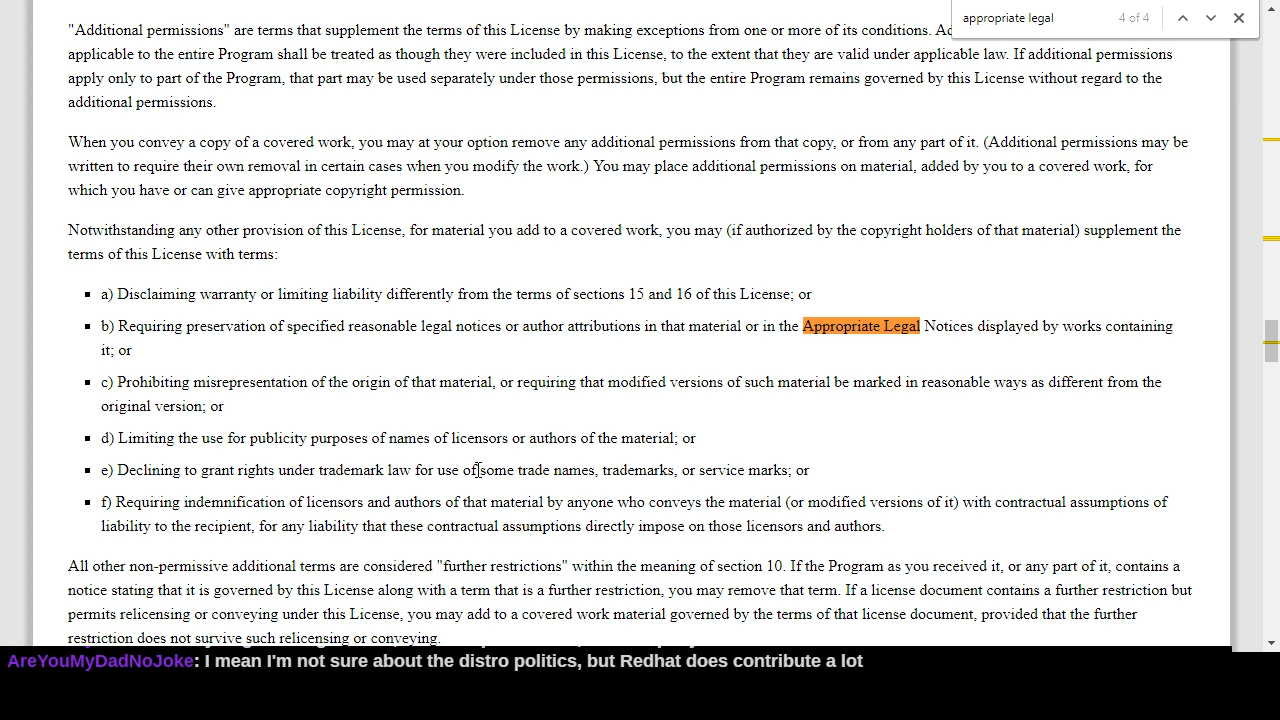 appropriate legal 4 of 4
"Additional permissions" are terms that supplement the terms of this License by making exceptions from one or more of its conditions.
applicable to the entire Program shall be treated as though they were included in this License, to the extent that they are valid under applicable law. If additional permissions
apply only to part of the Program, that part may be used separately under those permissions, but the entire Program remains governed by this License without regard to the
additional permissions.
When you convey a copy of a covered work, you may at your option remove any additional permissions from that copy, or from any part of it. (Additional permissions may be
written to require their own removal in certain cases when you modify the work.) You may place additional permissions on material, added by you to a covered work, for
which you have or can give appropriate copyright permission.
Notwithstanding any other provision of this License, for material you add to a covered work, you may (if authorized by the copyright holders of that material) supplement the
terms of this License with terms:
a) Disclaiming warranty or limiting liability differently from the terms of sections 15 and 16 of this License; or
b) Requiring preservation of specified reasonable legal notices or author attributions in that material or in the Appropriate Legal Notices displayed by works containing
it; or
c) Prohibiting misrepresentation of the origin of that material, or requiring that modified versions of such material be marked in reasonable ways as different from the
original version; or
d) Limiting the use for publicity purposes of names of licensors or authors of the material; or
e) Declining to grant rights under trademark law for use of some trade names, trademarks, or service marks; or
f) Requiring indemnification of licensors and authors of that material by anyone who conveys the material (or modified versions of it) with contractual assumptions of
liability to the recipient, for any liability that these contractual assumptions directly impose on those licensors and authors.
All other non-permissive additional terms are considered "further restrictions" within the meaning of section 10. If the Program as you received it, or any part of it, contains a
notice stating that it is governed by this License along with a term that is a further restriction, you may remove that term. If a license document contains a further restriction but
permits relicensing or conveying under this License, you may add to a covered work material governed by the terms of that license document, provided that the further
restriction does not survive such relicensing or conveying.
AreYouMyDadNoJoke: I mean I'm not sure about the distro politics, but Redhat does contribute a lot